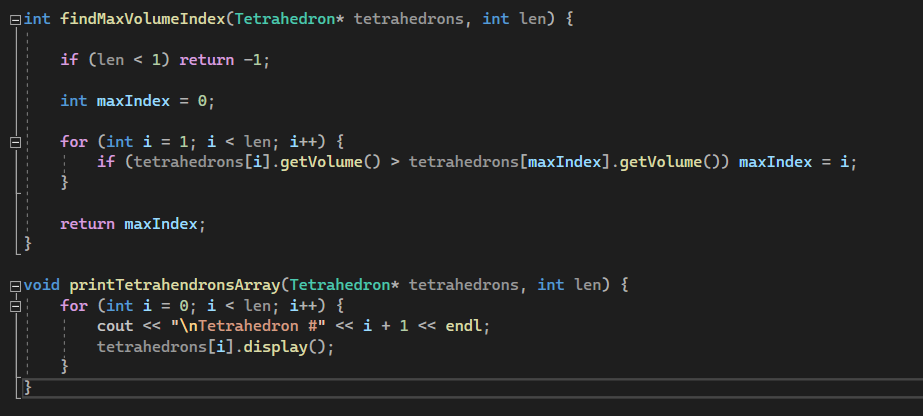 int findMaxVolumeIndex(Tetrahedron* tetrahedrons, int len) {
if (len < 1) return -1;
int maxIndex = 0;
for (int i = 1; i < len; i++) {
if (tetrahedrons[i].getVolume() > tetrahedrons[maxIndex].getVolume()) maxIndex = i;
}
return maxIndex;
}
void printTetrahendronsArray(Tetrahedron* tetrahedrons, int len) {
for (int i = 0; i < len; i++) {
cout << "\nTetrahedron #" << i + 1 << endl;
tetrahedrons[i].display();
}
}